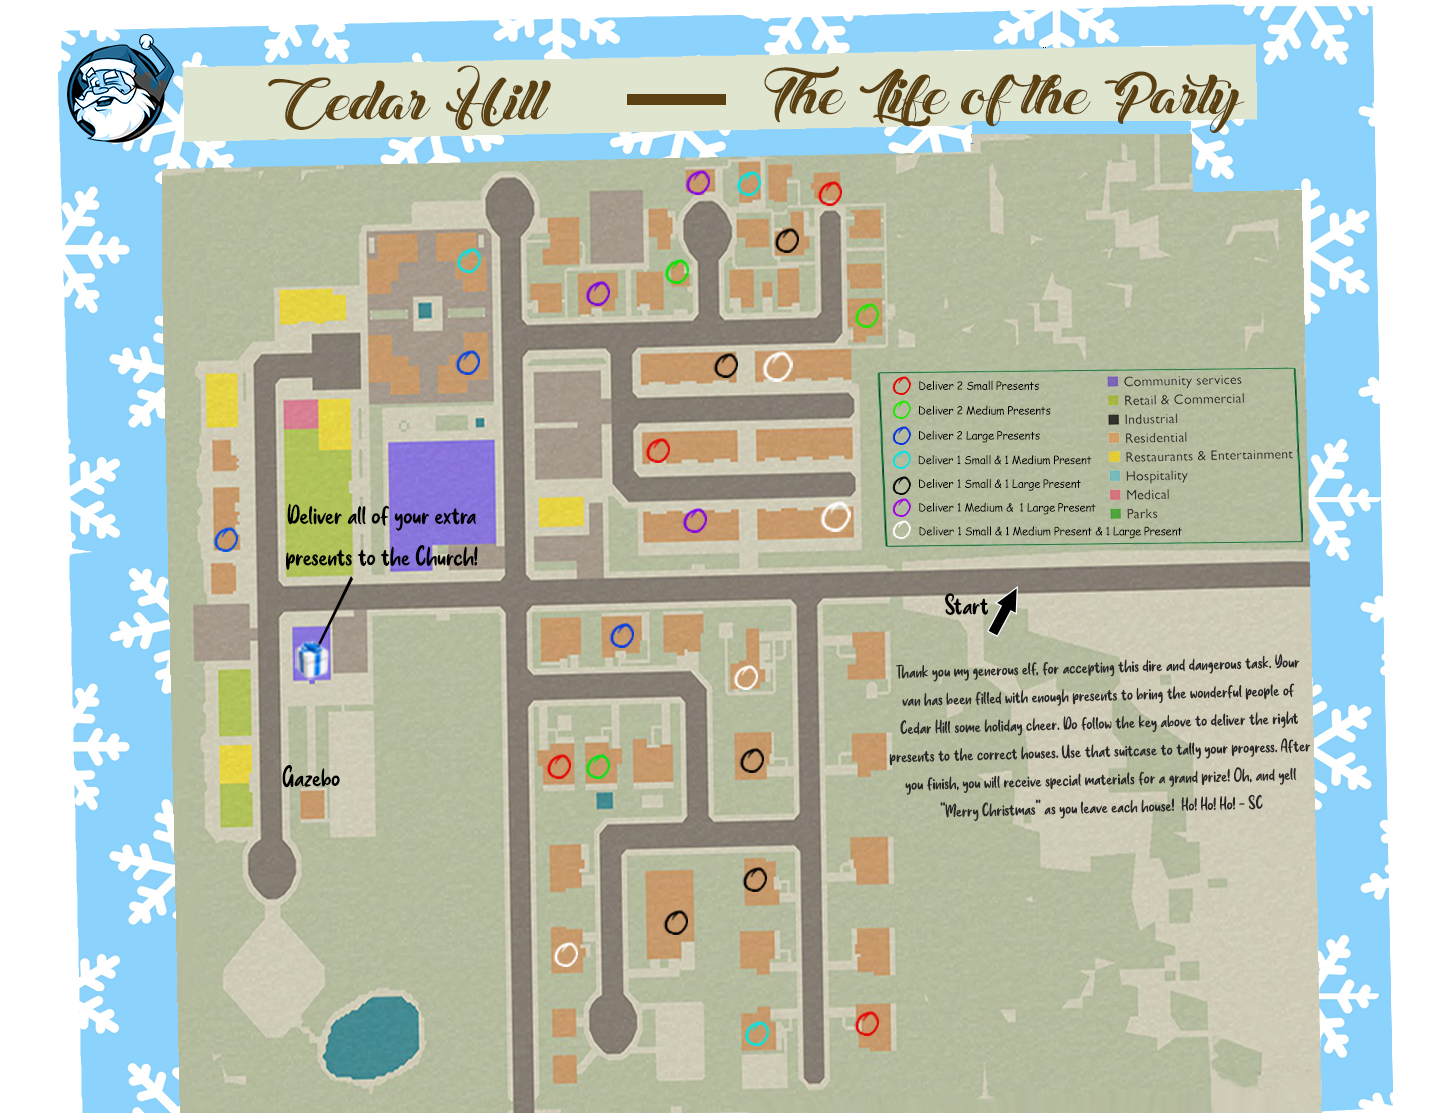 Cedar Hill — The Life of the Party
Deliver 2 Small Presents
Deliver 2 Medium Presents
Deliver 2 Large Presents
Deliver 1 Small & 1 Medium Present
Deliver 1 Small & 1 Large Present
Deliver 1 Medium & 1 Large Present
Deliver 1 Small & 1 Medium Present & 1 Large Present
Community services
Retail & Commercial
Industrial
Residential
Restaurants & Entertainment
Hospitality
Medical
Parks
Deliver all of your extra
presents to the Church!
Start
Thank you my generous elf, for accepting this dire and dangerous task. Your
van has been filled with enough presents to bring the wonderful people of
Cedar Hill some holiday cheer. Do follow the key above to deliver the right
presents to the correct houses. Use that suitcase to tally your progress. After
you finish, you will receive special materials for a grand prize! Oh, and yell
"Merry Christmas" as you leave each house! Ho! Ho! Ho! - SC
Gazebo